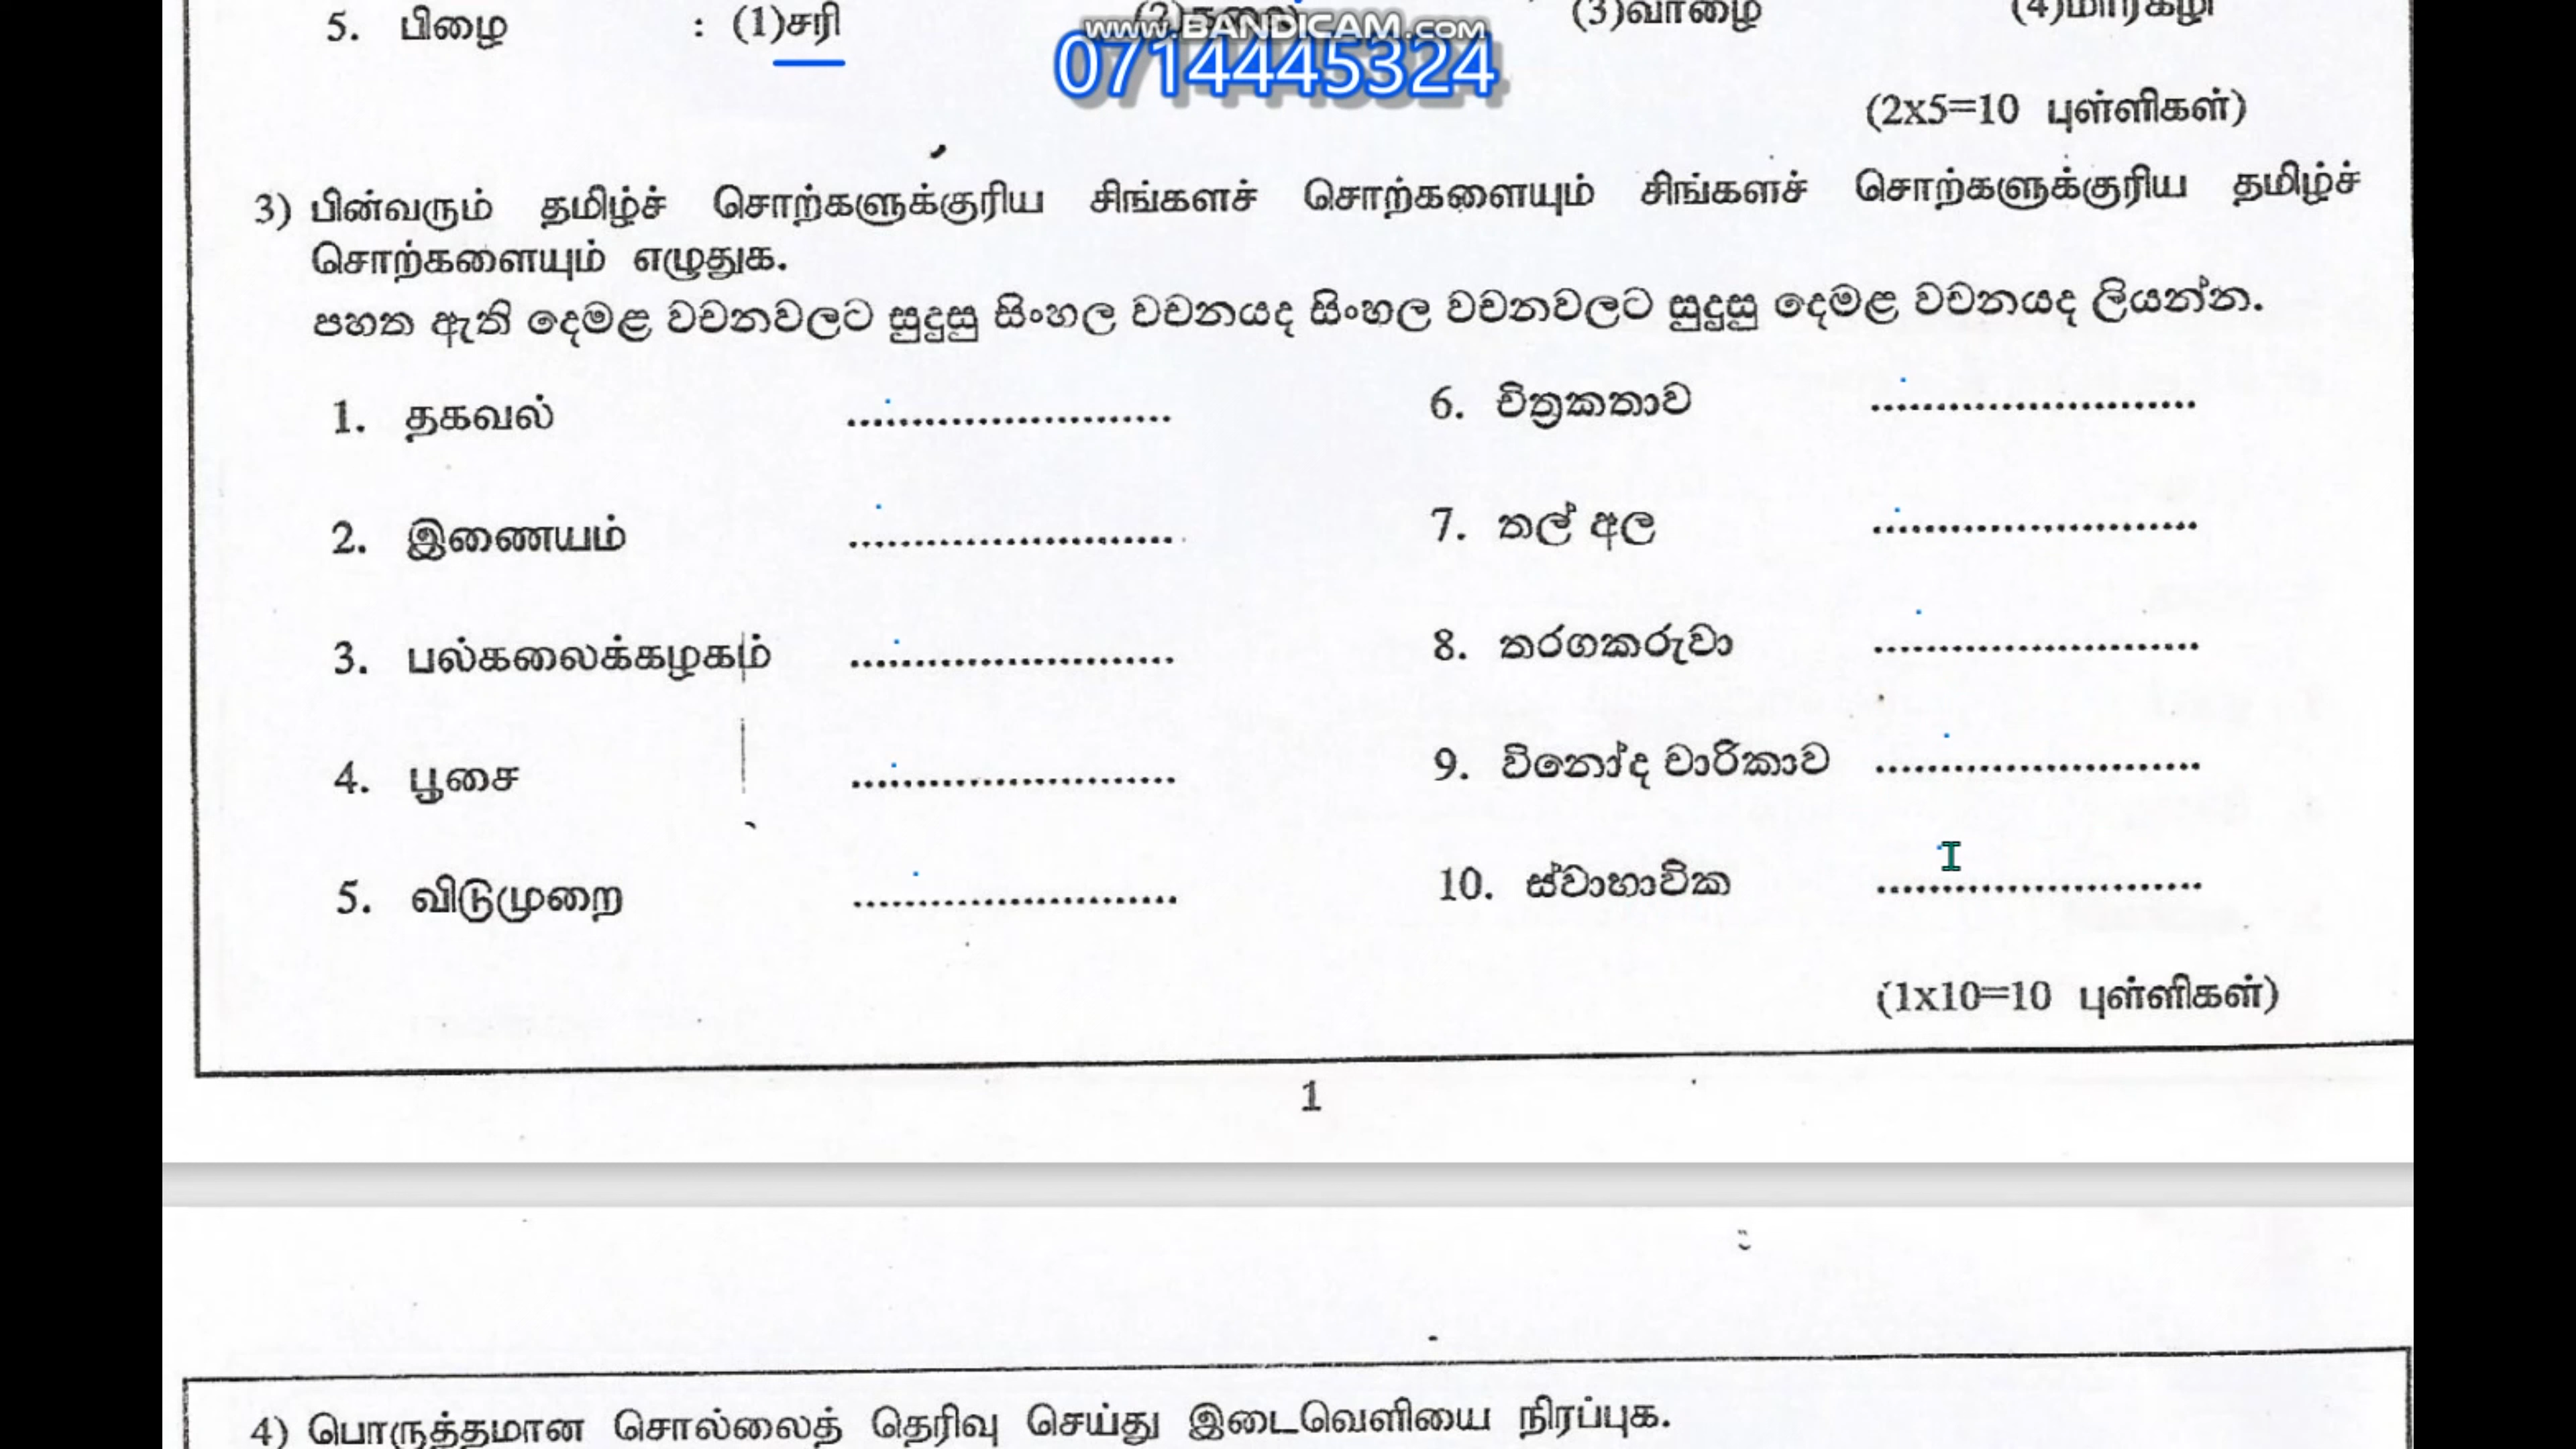 5. பிழை : (1)சரி (3)வாழை (4)மார்கழி
www.BANDICAM.com
0714445324
(2x5=10 புள்ளிகள்)
3) பின்வரும் தமிழ்ச் சொற்களுக்குரிய சிங்களச் சொற்களையும் சிங்களச் சொற்களுக்குரிய தமிழ்ச்
சொற்களையும் எழுதுக.
පහත ඇති දෙමළ වචනවලට සුදුසු සිංහල වචනයද සිංහල වචනවලට සුදුසු දෙමළ වචනයද ලියන්න.
1. தகவல் ......................... 6. චිත්‍රකතාව .........................
2. இணையம் ......................... 7. තල් අල .........................
3. பல்கலைக்கழகம் ......................... 8. තරගකරුවා .........................
4. பூசை ......................... 9. විනෝද චාරිකාව .........................
5. விடுமுறை ......................... 10. ස්වාභාවික .........................
(1x10=10 புள்ளிகள்)
1
4) பொருத்தமான சொல்லைத் தெரிவு செய்து இடைவெளியை நிரப்புக.